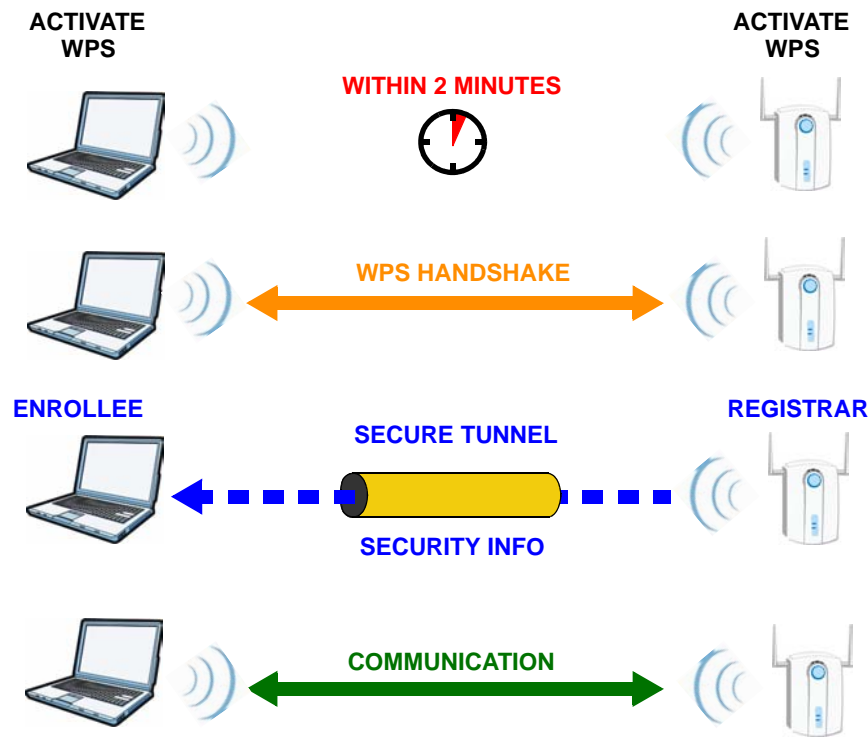 ACTIVATE
WPS
ACTIVATE
WPS
WITHIN 2 MINUTES
WPS HANDSHAKE
ENROLLEE
REGISTRAR
SECURE TUNNEL
SECURITY INFO
COMMUNICATION